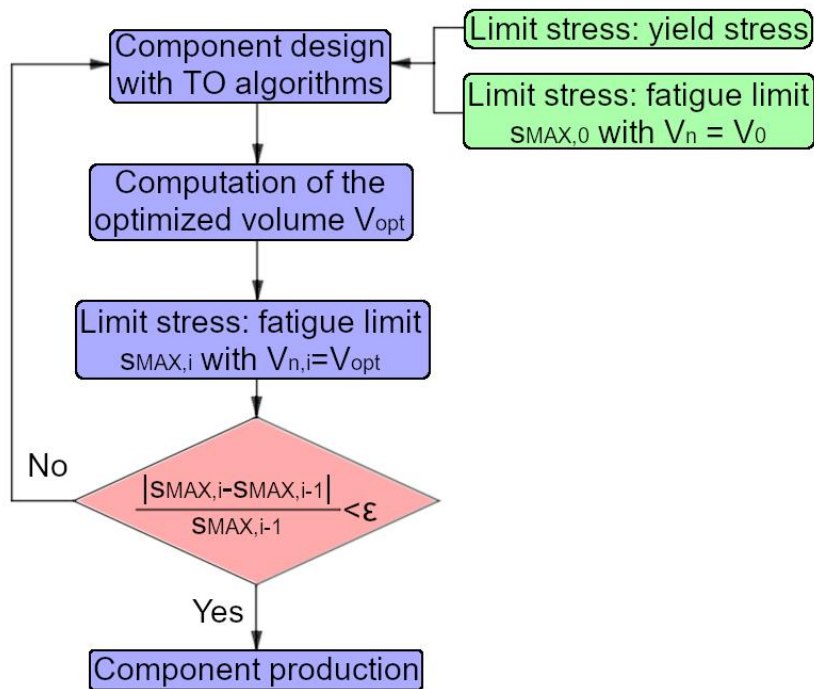 Component design
with TO algorithms
Limit stress: yield stress
Limit stress: fatigue limit
sMAX,0 with Vn = V0
Computation of the
optimized volume Vopt
Limit stress: fatigue limit
sMAX,i with Vn,i=Vopt
No
|sMAX,i-sMAX,i-1|
sMAX,i-1
<ε
Yes
Component production